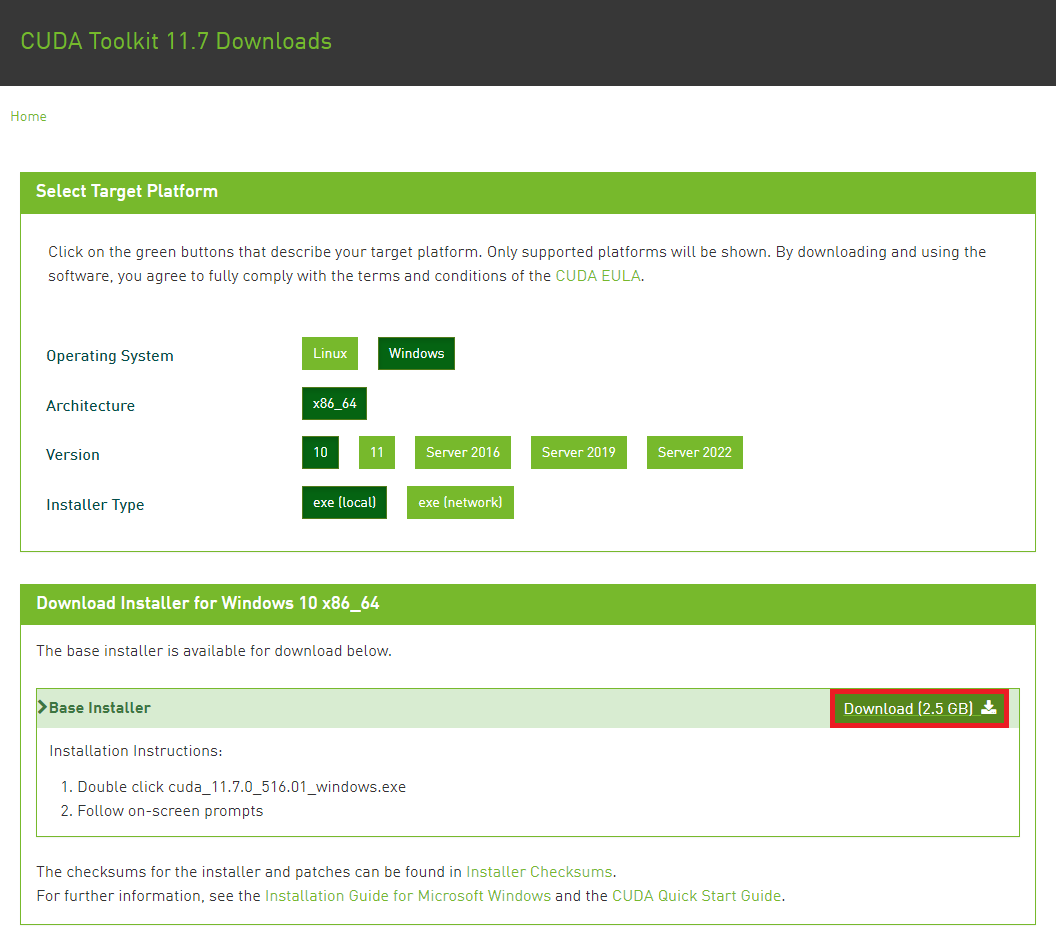 CUDA Toolkit 11.7 Downloads
Home
Select Target Platform
Click on the green buttons that describe your target platform. Only supported platforms will be shown. By downloading and using the
software, you agree to fully comply with the terms and conditions of the CUDA EULA.
Operating System Linux Windows
Architecture x86_64
Version 10 11 Server 2016 Server 2019 Server 2022
Installer Type exe (local) exe (network)
Download Installer for Windows 10 x86_64
The base installer is available for download below.
Base Installer Download (2.5 GB)
Installation Instructions:
1. Double click cuda_11.7.0_516.01_windows.exe
2. Follow on-screen prompts
The checksums for the installer and patches can be found in Installer Checksums.
For further information, see the Installation Guide for Microsoft Windows and the CUDA Quick Start Guide.